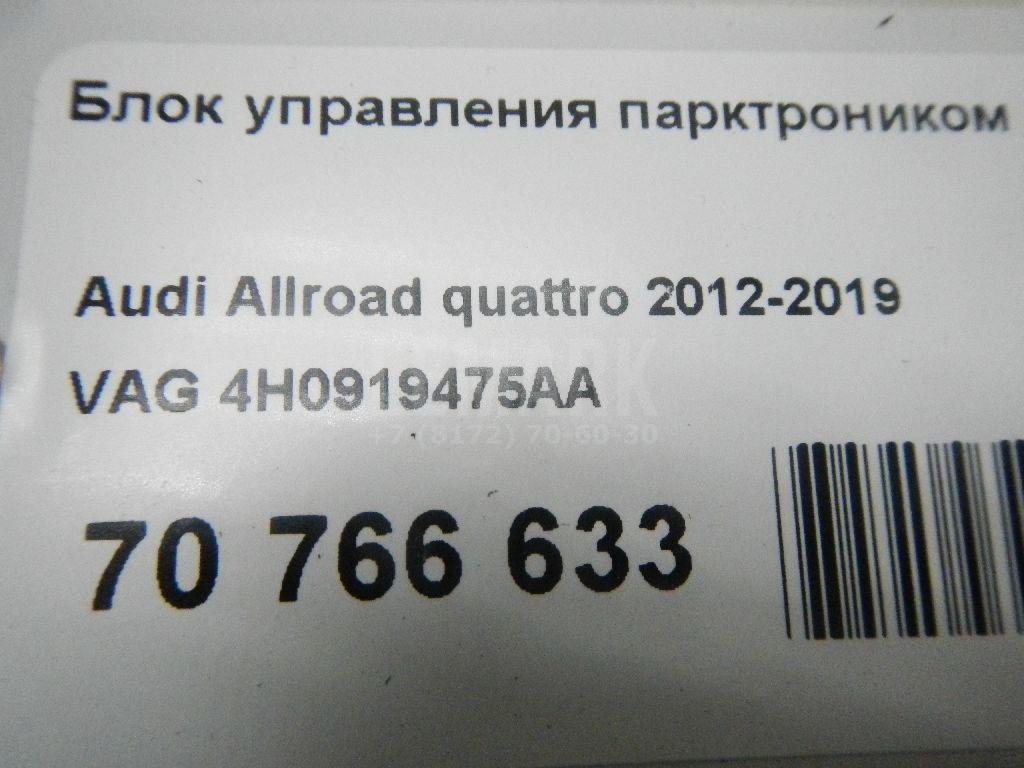 Блок управления парктроником
Audi Allroad quattro 2012-2019
VAG 4H0919475AA
+7 (8172) 70-60-30
70 766 633